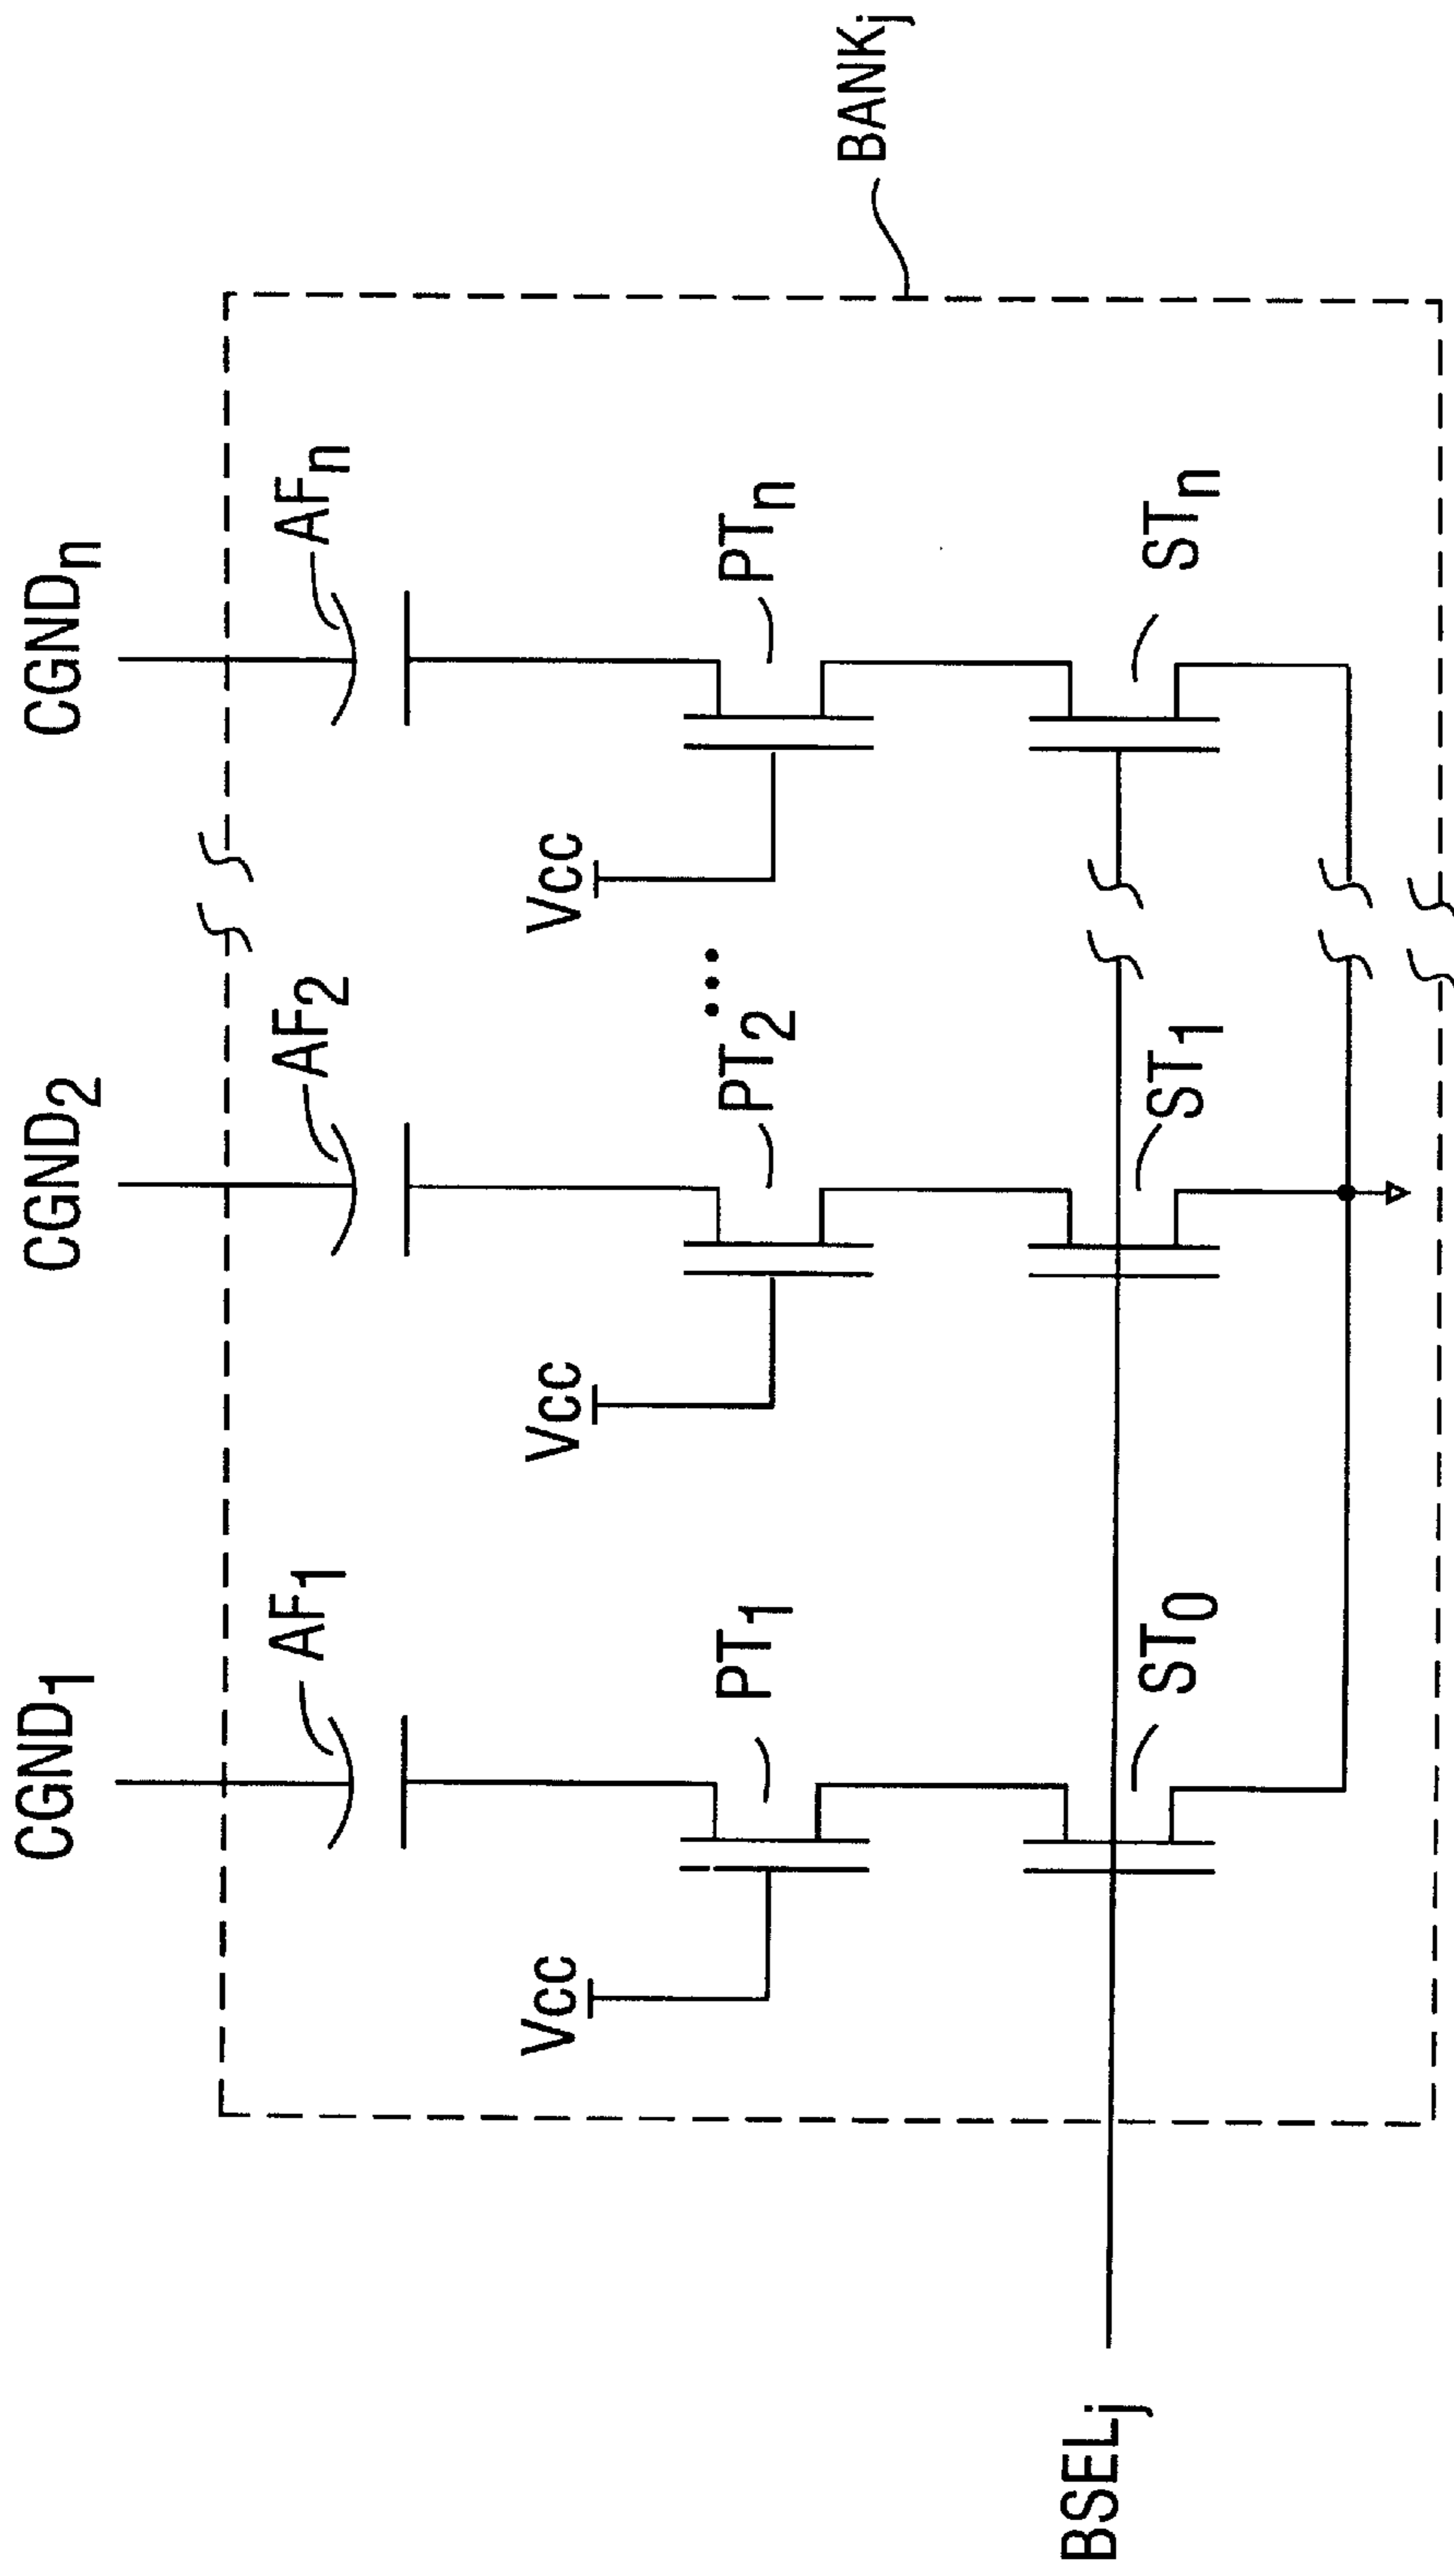 CGND1 CGND2 CGNDn
AF1 AF2 AFn
BANKj
Vcc Vcc Vcc
PT1 PT2 ... PTn
ST0 ST1 STn
BSELj